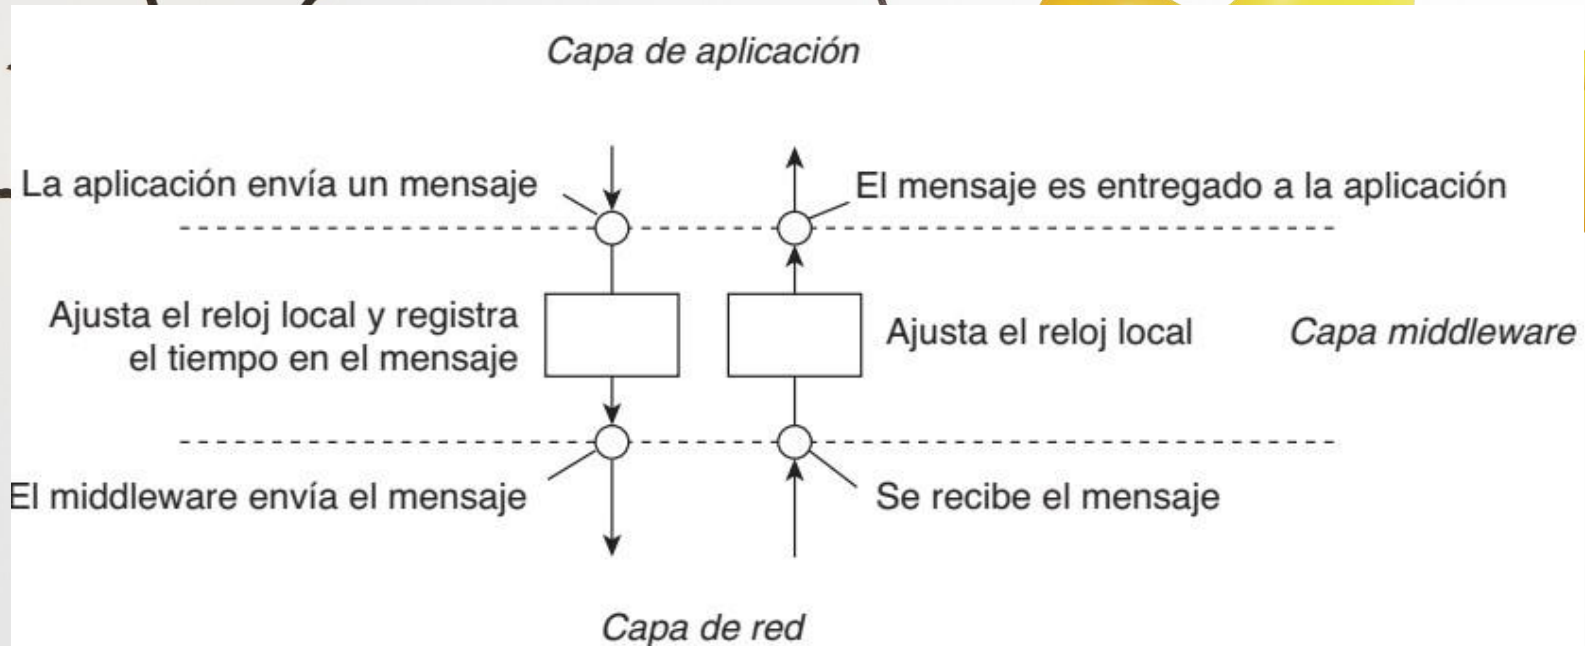 Capa de aplicación
La aplicación envía un mensaje
El mensaje es entregado a la aplicación
Ajusta el reloj local y registra
el tiempo en el mensaje
Ajusta el reloj local
Capa middleware
El middleware envía el mensaje
Se recibe el mensaje
Capa de red